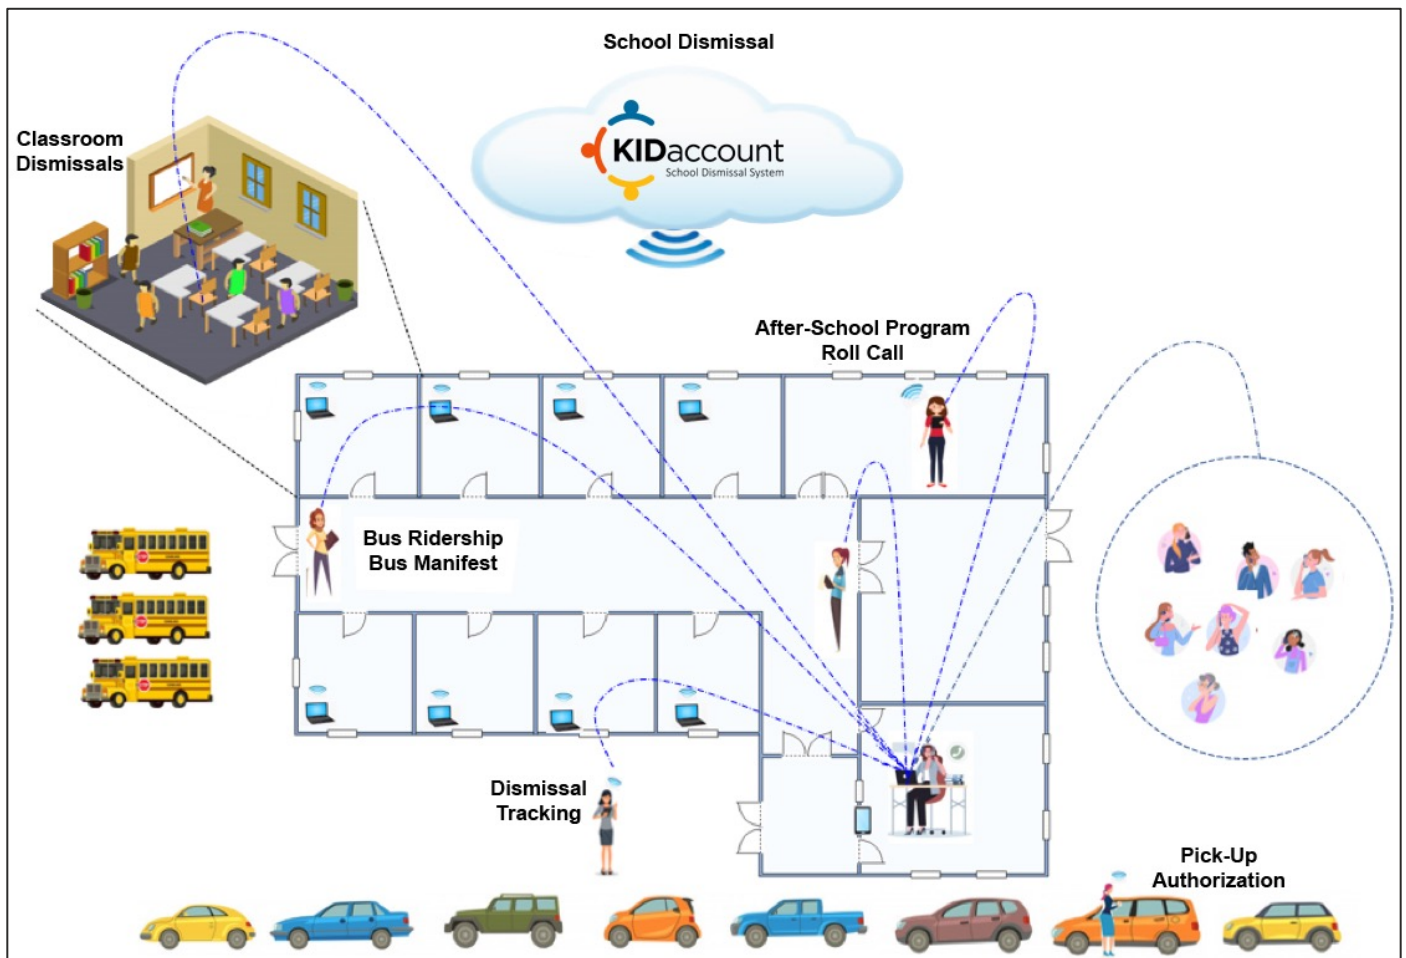 School Dismissal
Classroom
Dismissals
KIDaccount
School Dismissal System
After-School Program
Roll Call
Bus Ridership
Bus Manifest
Dismissal
Tracking
Pick-Up
Authorization